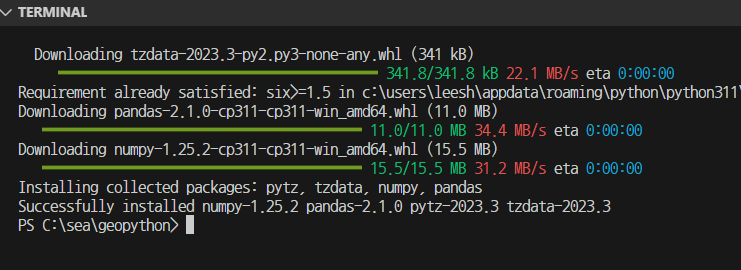 TERMINAL
Downloading tzdata-2023.3-py2.py3-none-any.whl (341 kB)
341.8/341.8 kB 22.1 MB/s eta 0:00:00
Requirement already satisfied: six>=1.5 in c:\users\leesh\appdata\roaming\python\python311\
Downloading pandas-2.1.0-cp311-cp311-win_amd64.whl (11.0 MB)
11.0/11.0 MB 34.4 MB/s eta 0:00:00
Downloading numpy-1.25.2-cp311-cp311-win_amd64.whl (15.5 MB)
15.5/15.5 MB 31.2 MB/s eta 0:00:00
Installing collected packages: pytz, tzdata, numpy, pandas
Successfully installed numpy-1.25.2 pandas-2.1.0 pytz-2023.3 tzdata-2023.3
PS C:\sea\geopython>